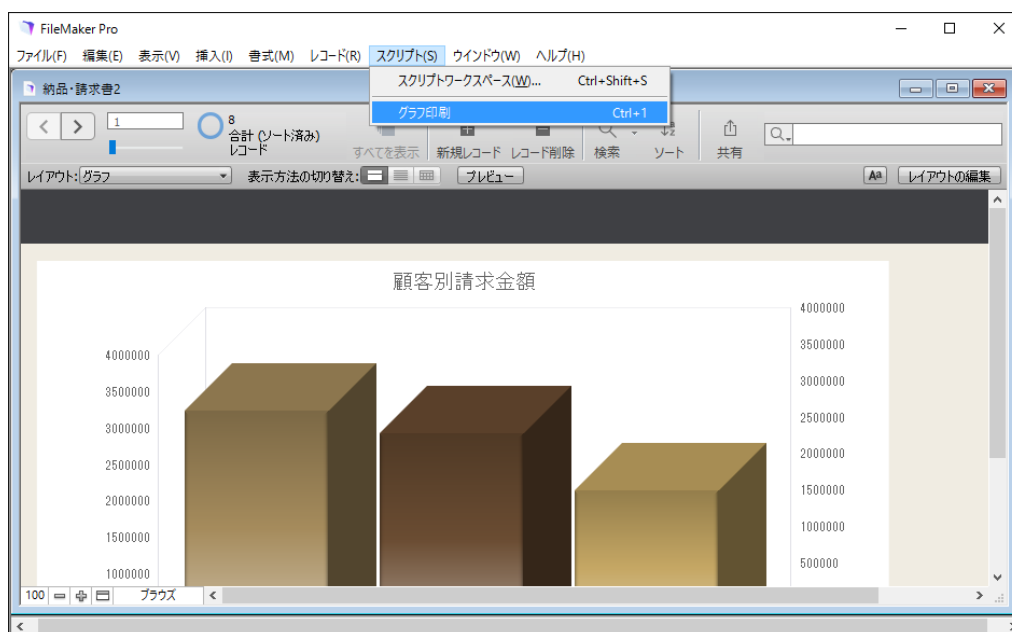 FileMaker Pro
ファイル(F) 編集(E) 表示(V) 挿入(I) 書式(M) レコード(R) スクリプト(S) ウインドウ(W) ヘルプ(H)
スクリプトワークスペース(W)... Ctrl+Shift+S
グラフ印刷 Ctrl+1
納品・請求書2
1
8
合計 (ソート済み)
レコード
すべてを表示 新規レコード レコード削除 検索 ソート 共有
レイアウト: グラフ 表示方法の切り替え: プレビュー Aa レイアウトの編集
顧客別請求金額
4000000
3500000
3000000
2500000
2000000
1500000
1000000
4000000
3500000
3000000
2500000
2000000
1500000
1000000
500000
100 ブラウズ